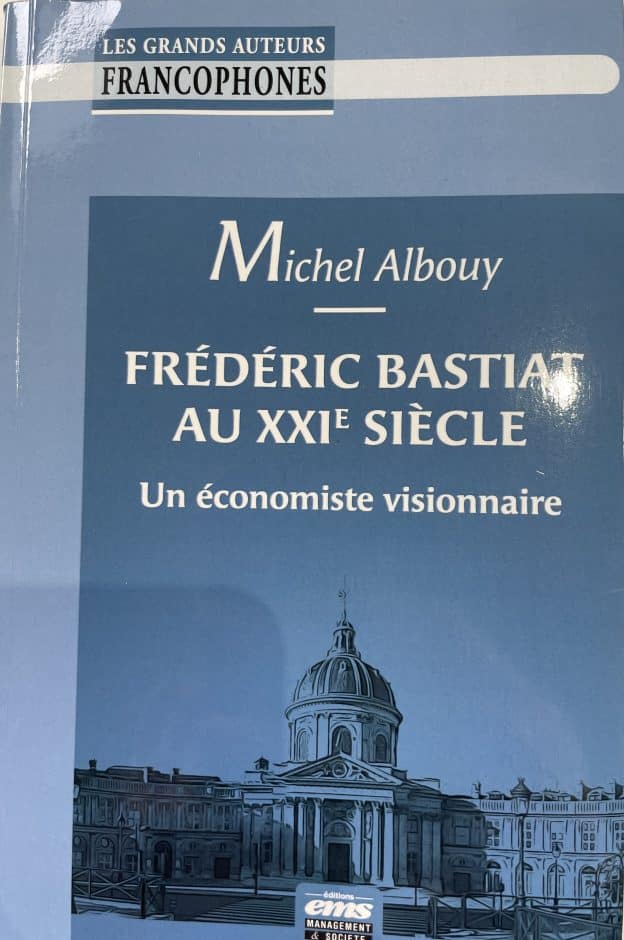 LES GRANDS AUTEURS
FRANCOPHONES
Michel Albouy
FRÉDÉRIC BASTIAT
AU XXIE SIÈCLE
Un économiste visionnaire
éditions
ems
MANAGEMENT
& SOCIÉTÉ